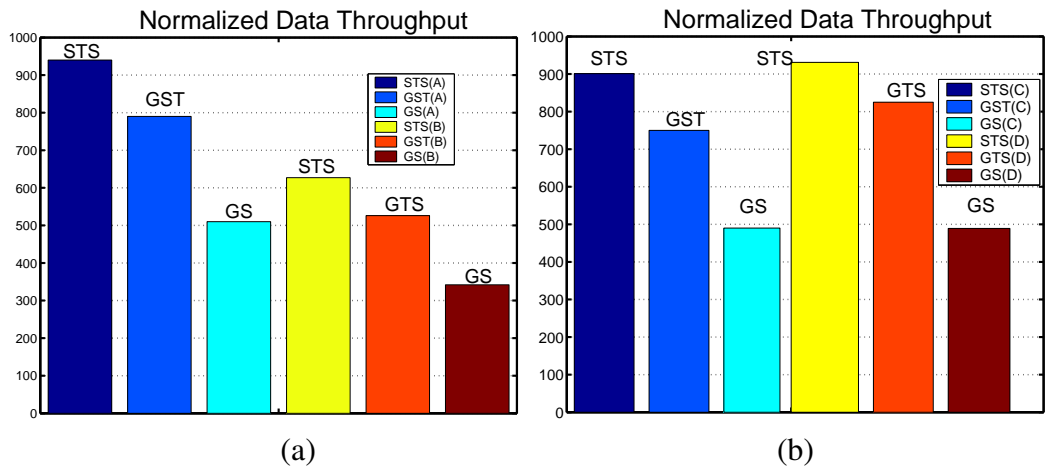 Normalized Data Throughput
1000
900
800
700
600
500
400
300
200
100
0
STS
GST
GS
STS
GTS
GS
STS(A)
GST(A)
GS(A)
STS(B)
GST(B)
GS(B)
(a)
Normalized Data Throughput
1000
900
800
700
600
500
400
300
200
100
0
STS
GST
GS
STS
GTS
GS
STS(C)
GST(C)
GS(C)
STS(D)
GTS(D)
GS(D)
(b)